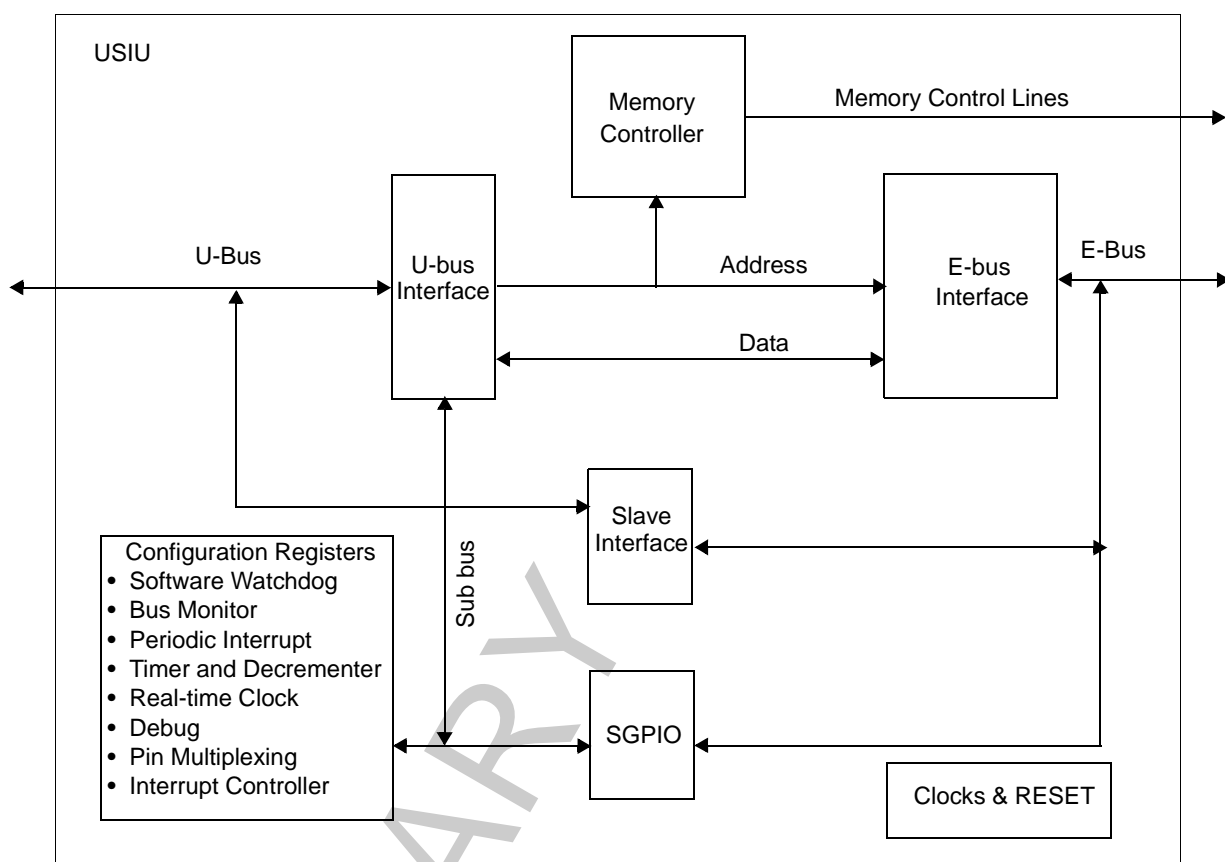 USIU
Memory
Controller
Memory Control Lines
U-Bus
U-bus
Interface
Address
E-bus
Interface
E-Bus
Data
Slave
Interface
Sub bus
Configuration Registers
• Software Watchdog
• Bus Monitor
• Periodic Interrupt
• Timer and Decrementer
• Real-time Clock
• Debug
• Pin Multiplexing
• Interrupt Controller
SGPIO
Clocks & RESET
ARY